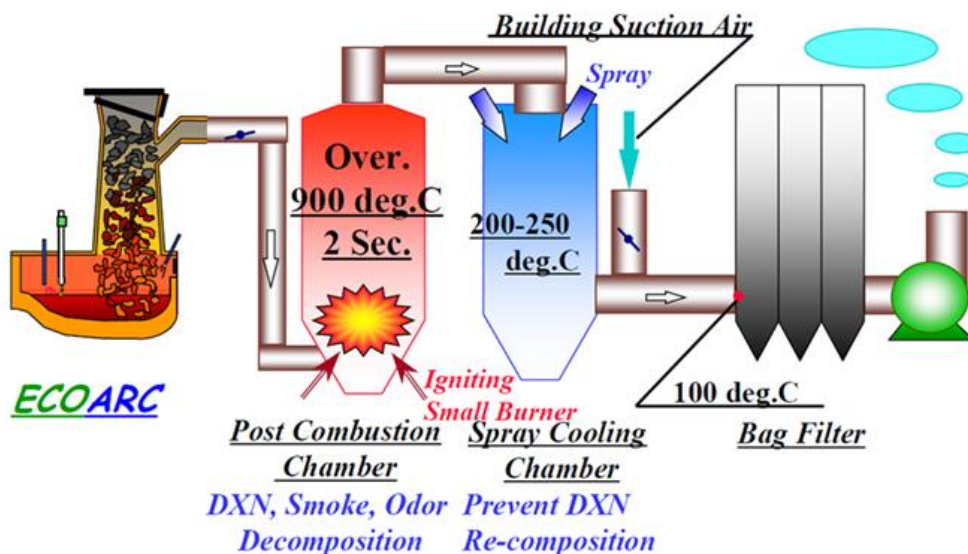 Building Suction Air
Spray
Over.
900 deg.C
2 Sec.
200-250
deg.C
Igniting
Small Burner
100 deg.C
ECOARC
Post Combustion
Chamber
Spray Cooling
Chamber
Bag Filter
DXN, Smoke, Odor
Decomposition
Prevent DXN
Re-composition